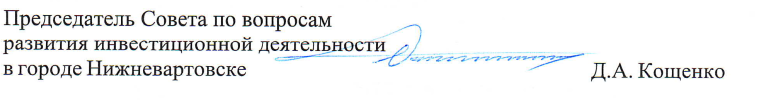 Председатель Совета по вопросам
развития инвестиционной деятельности
в городе Нижневартовске Д.А. Кощенко